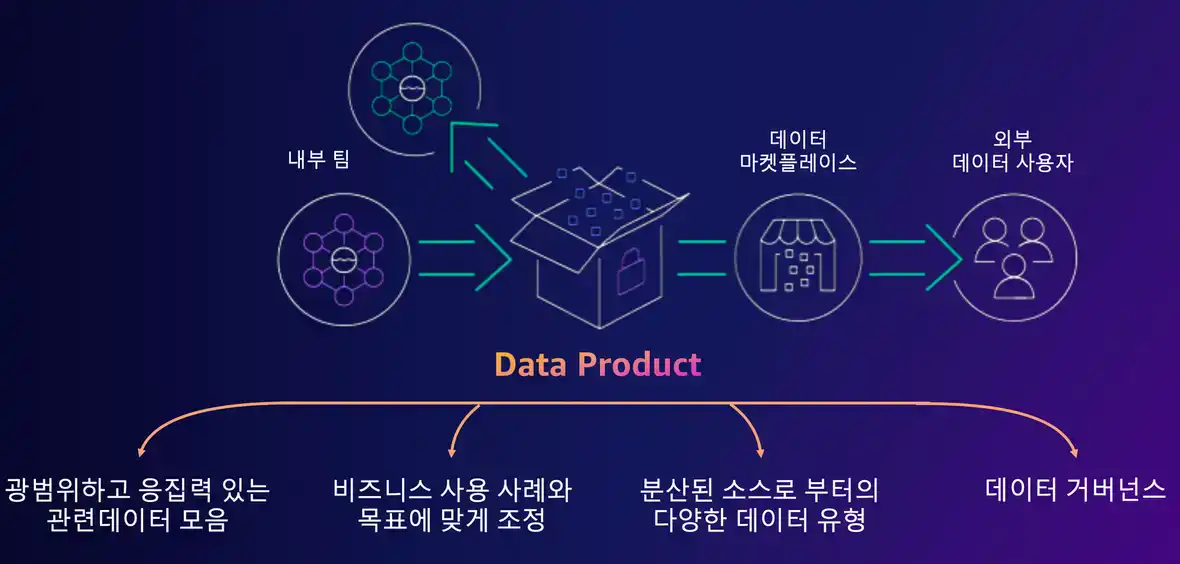 내부 팀
데이터
마켓플레이스
외부
데이터 사용자
Data Product
광범위하고 응집력 있는
관련데이터 모음
비즈니스 사용 사례와
목표에 맞게 조정
분산된 소스로 부터의
다양한 데이터 유형
데이터 거버넌스